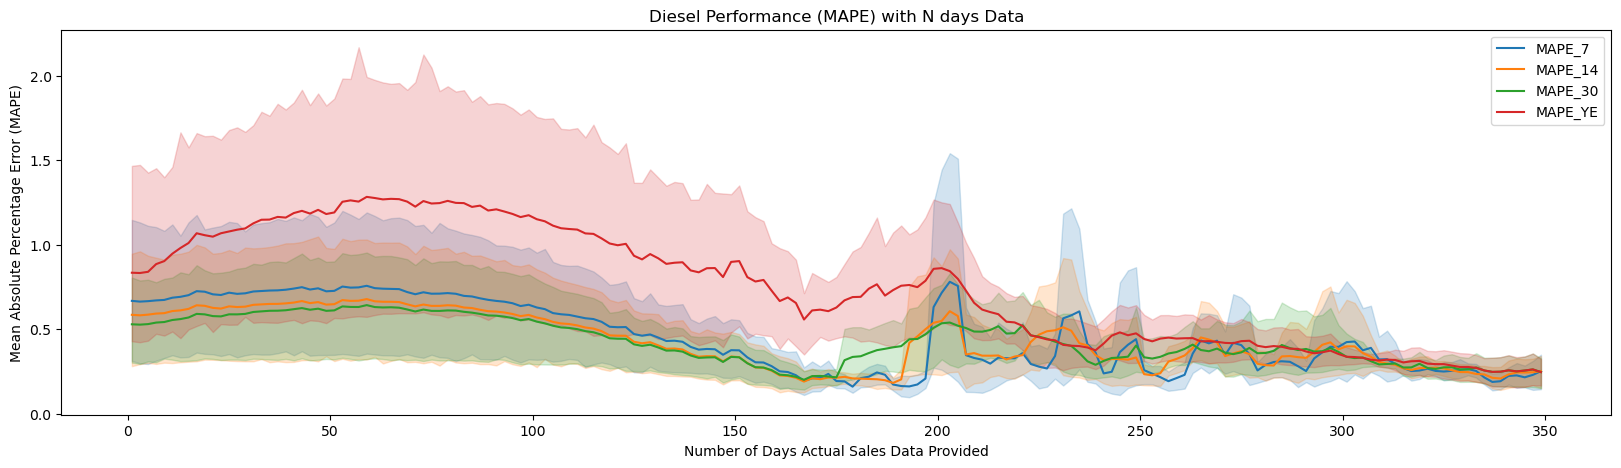 Diesel Performance (MAPE) with N days Data
Mean Absolute Percentage Error (MAPE)
2.0
1.5
1.0
0.5
0.0
MAPE_7
MAPE_14
MAPE_30
MAPE_YE
0 50 100 150 200 250 300 350
Number of Days Actual Sales Data Provided